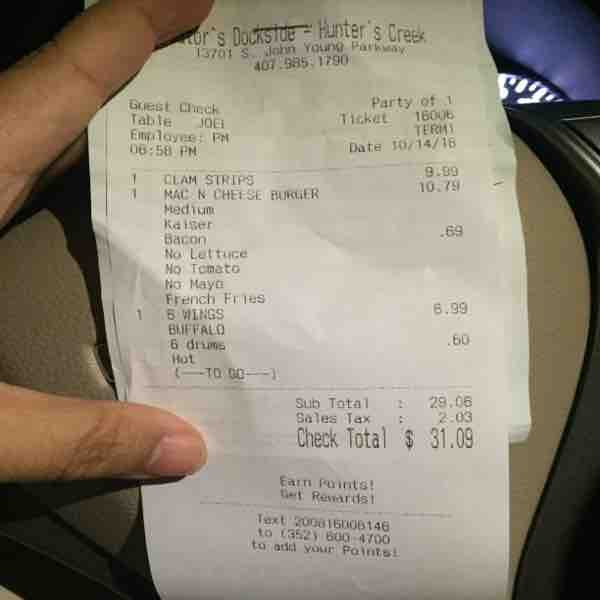 ator's Dockside - Hunter's Creek
13701 S. John Young Parkway
407.985.1790
Guest Check Party of 1
Table JOEL Ticket 16006
Employee: PM TERM1
06:58 PM Date 10/14/16
1 CLAM STRIPS 9.99
1 MAC N CHEESE BURGER 10.79
Medium
Kaiser
Bacon .69
No Lettuce
No Tomato
No Mayo
French Fries
1 6 WINGS 6.99
BUFFALO
6 drums .60
Hot
(---TO GO---)
Sub Total : 29.06
Sales Tax : 2.03
Check Total $ 31.09
Earn Points!
Get Rewards!
Text 200816006146
to (352) 600-4700
to add your Points!